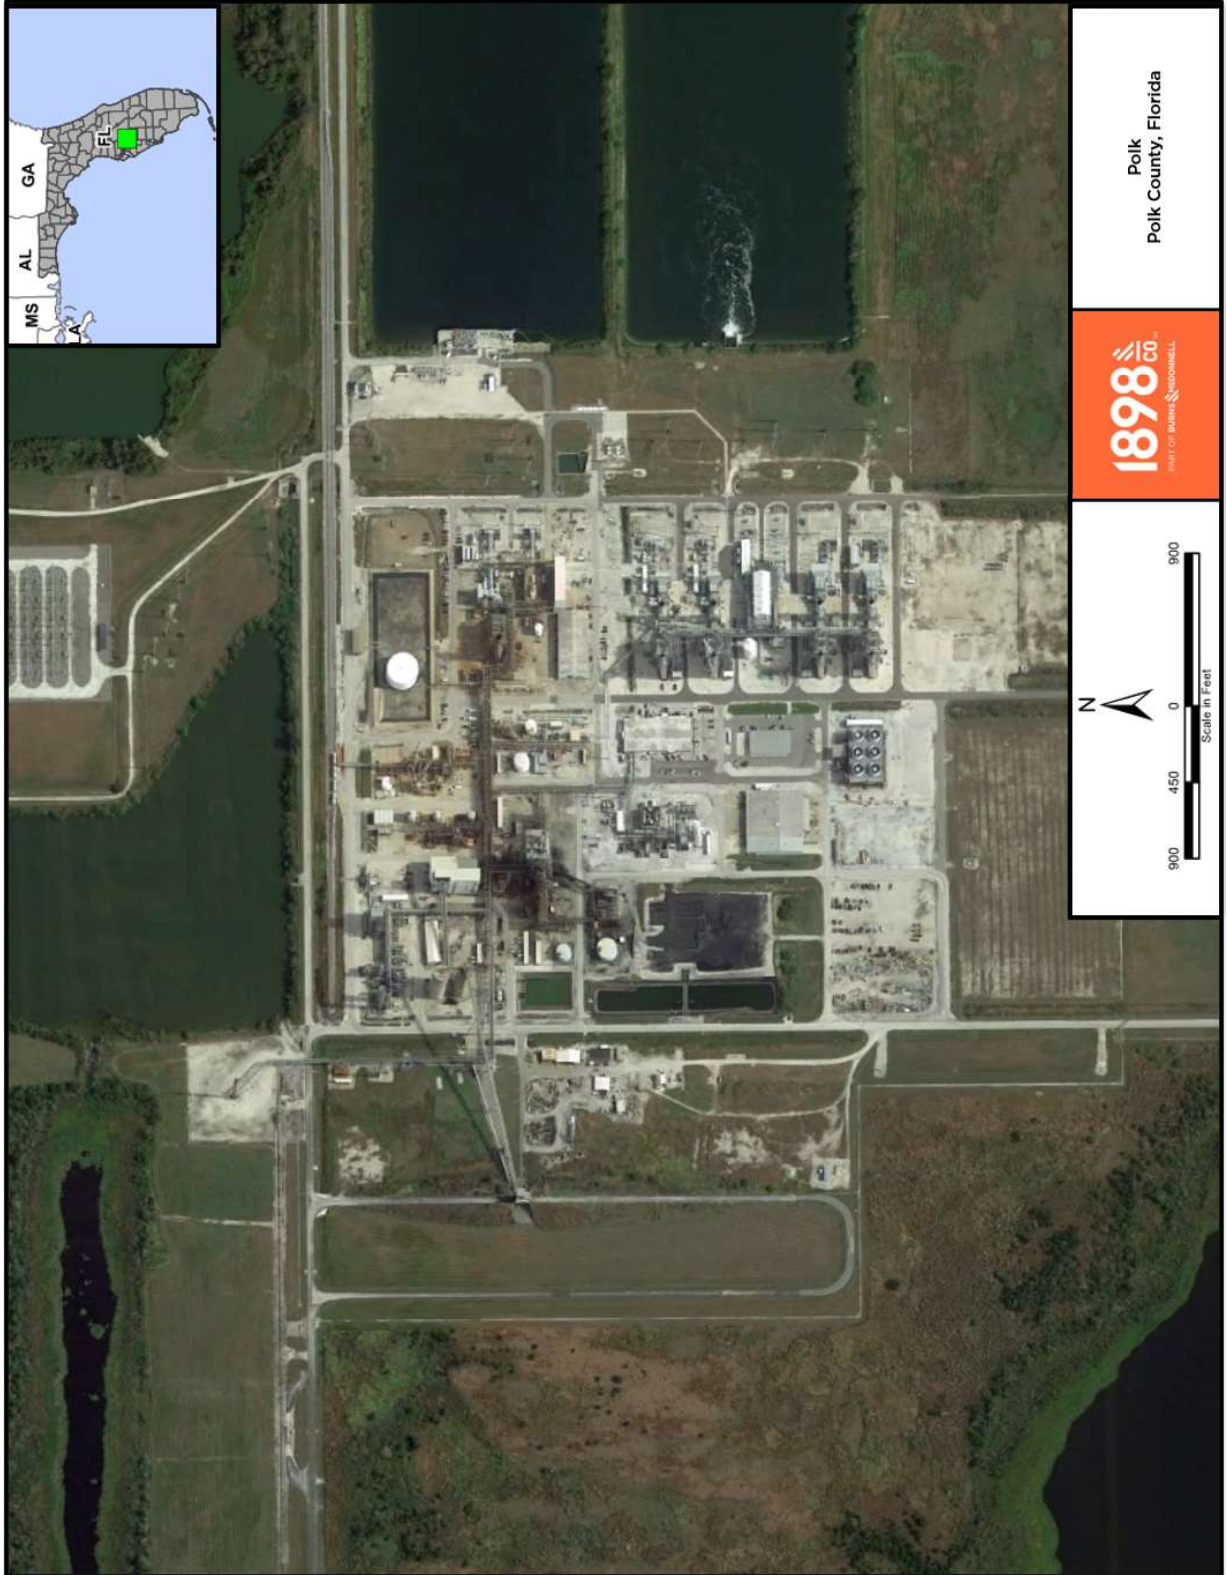 MS
AL
GA
FL
LA
N
900
450
0
900
Scale in Feet
1898 & CO.
PART OF BURNS & MCDONNELL
Polk
Polk County, Florida